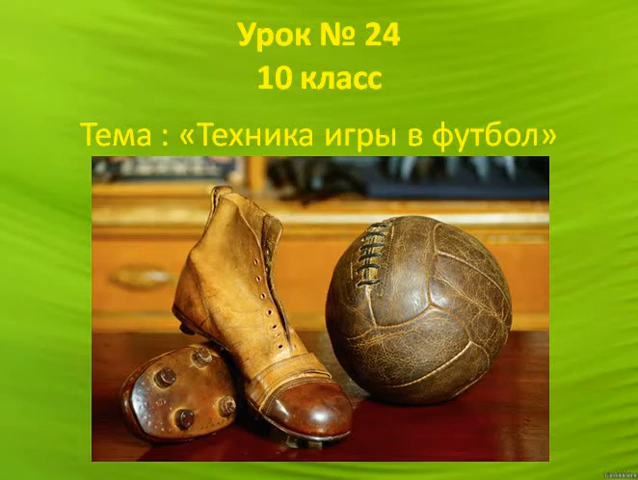 Урок № 24
10 класс
Тема : «Техника игры в футбол»